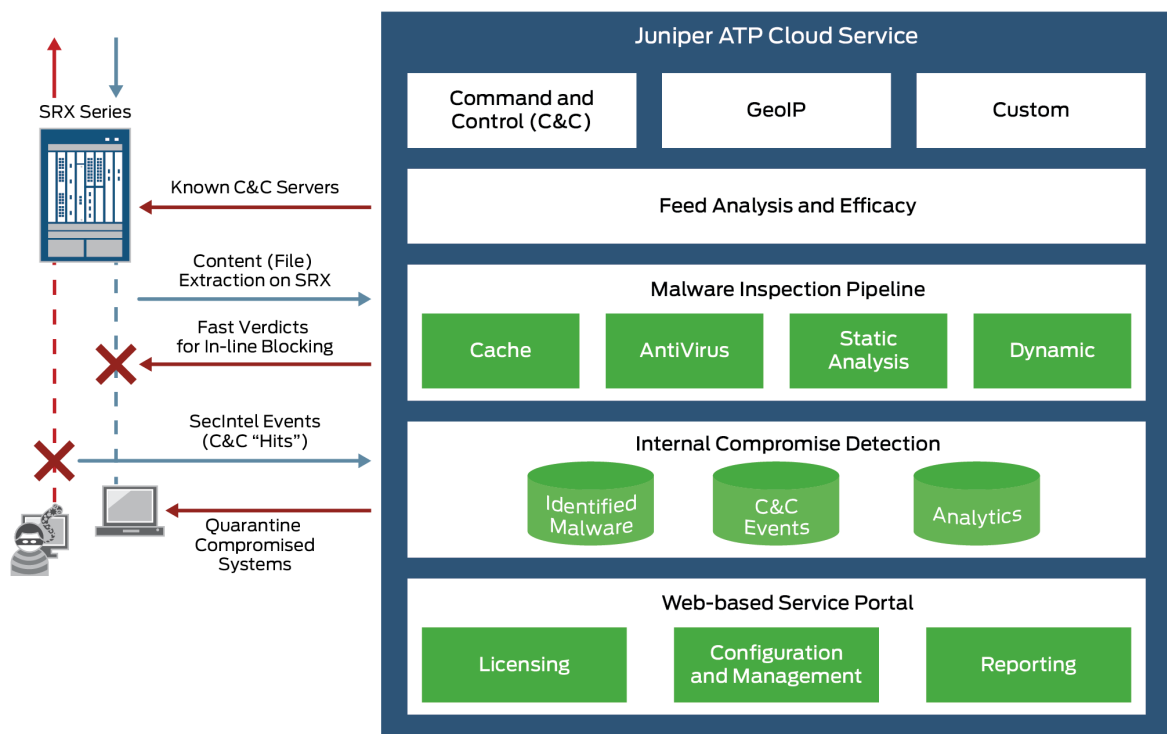 Juniper ATP Cloud Service
SRX Series
Command and
Control (C&C)
GeoIP
Custom
Known C&C Servers
Feed Analysis and Efficacy
Content (File)
Extraction on SRX
Malware Inspection Pipeline
Fast Verdicts
for In-line Blocking
Cache
AntiVirus
Static
Analysis
Dynamic
SecIntel Events
(C&C “Hits”)
Internal Compromise Detection
Identified
Malware
C&C
Events
Analytics
Quarantine
Compromised
Systems
Web-based Service Portal
Licensing
Configuration
and Management
Reporting